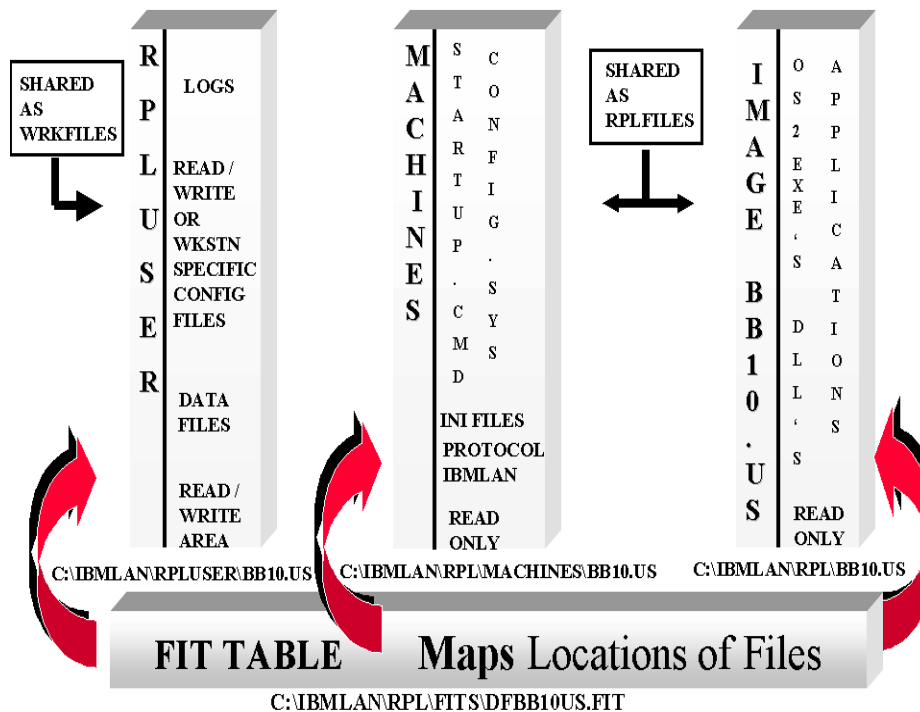 SHARED
AS
WRKFILES
RPLUSER
LOGS
READ /
WRITE
OR
WKSTN
SPECIFIC
CONFIG
FILES
DATA
FILES
READ /
WRITE
AREA
C:\IBMLAN\RPLUSER\BB10.US
MACHINES
STARTUP.CMD
CONFIG.SYS
INI FILES
PROTOCOL
IBMLAN
READ
ONLY
C:\IBMLAN\RPL\MACHINES\BB10.US
SHARED
AS
RPLFILES
IMAGE BB10.US
OS2EXE‘S DLL‘S
APPLICATIONS
READ
ONLY
C:\IBMLAN\RPL\BB10.US
FIT TABLE Maps Locations of Files
C:\IBMLAN\RPL\FITS\DFBB10US.FIT